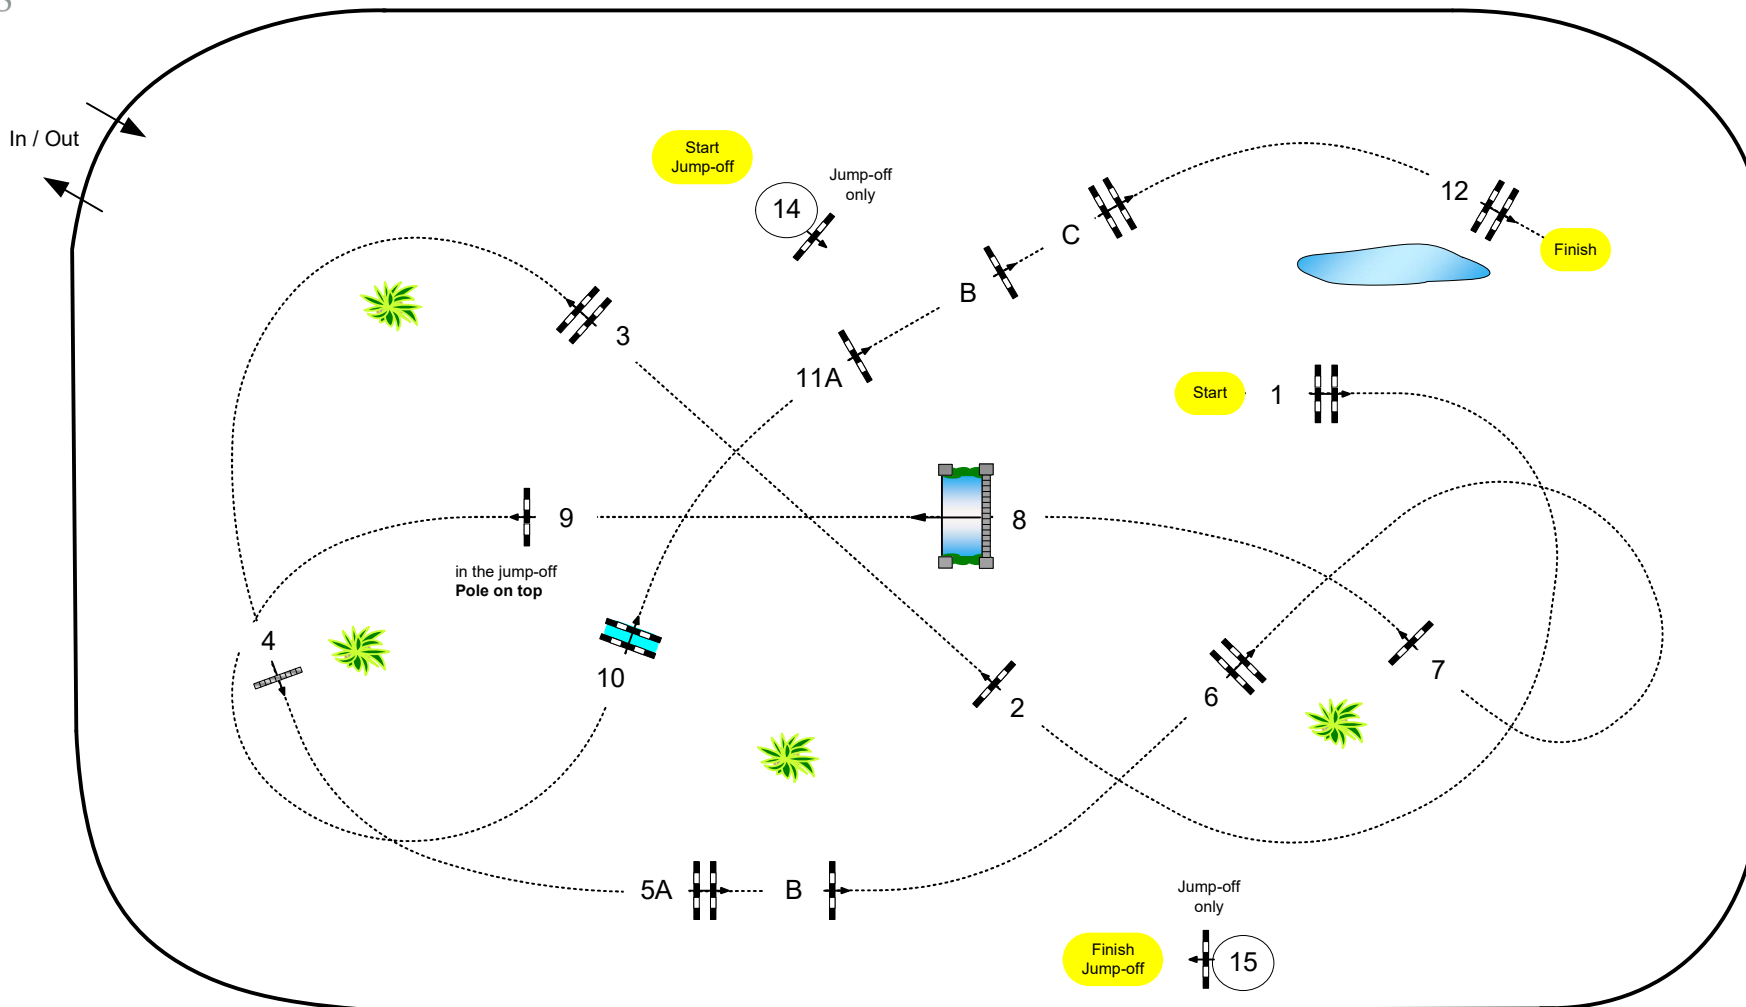 In / Out
Start
Jump-off
14
Jump-off
only
12
C
Finish
B
3
11A
Start
1
9
8
in the jump-off
Pole on top
4
10
7
6
2
5A
B
Jump-off
only
Finish
Jump-off
15